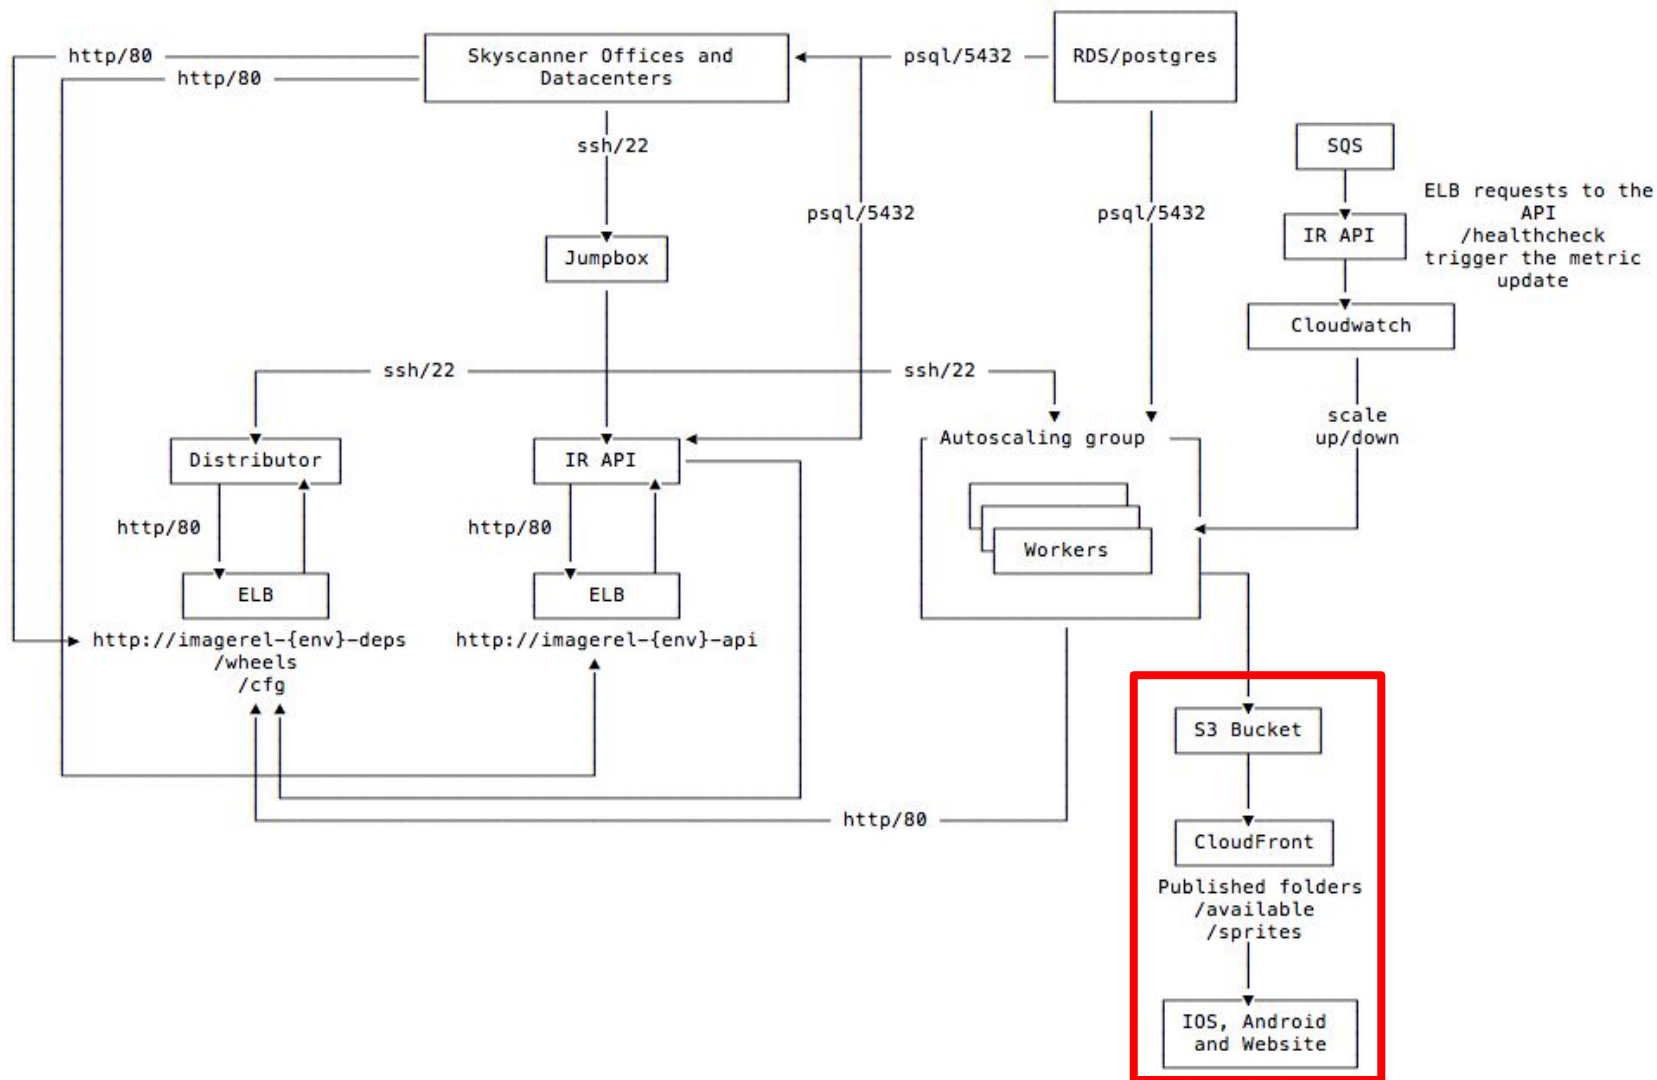 http/80
http/80
Skyscanner Offices and
Datacenters
psql/5432
RDS/postgres
ssh/22
SQS
psql/5432
psql/5432
ELB requests to the
API
/healthcheck
trigger the metric
update
IR API
Jumpbox
Cloudwatch
ssh/22
ssh/22
scale
up/down
Distributor
IR API
Autoscaling group
http/80
http/80
Workers
ELB
ELB
http://imagerel-{env}-deps
/wheels
/cfg
http://imagerel-{env}-api
S3 Bucket
http/80
CloudFront
Published folders
/available
/sprites
IOS, Android
and Website